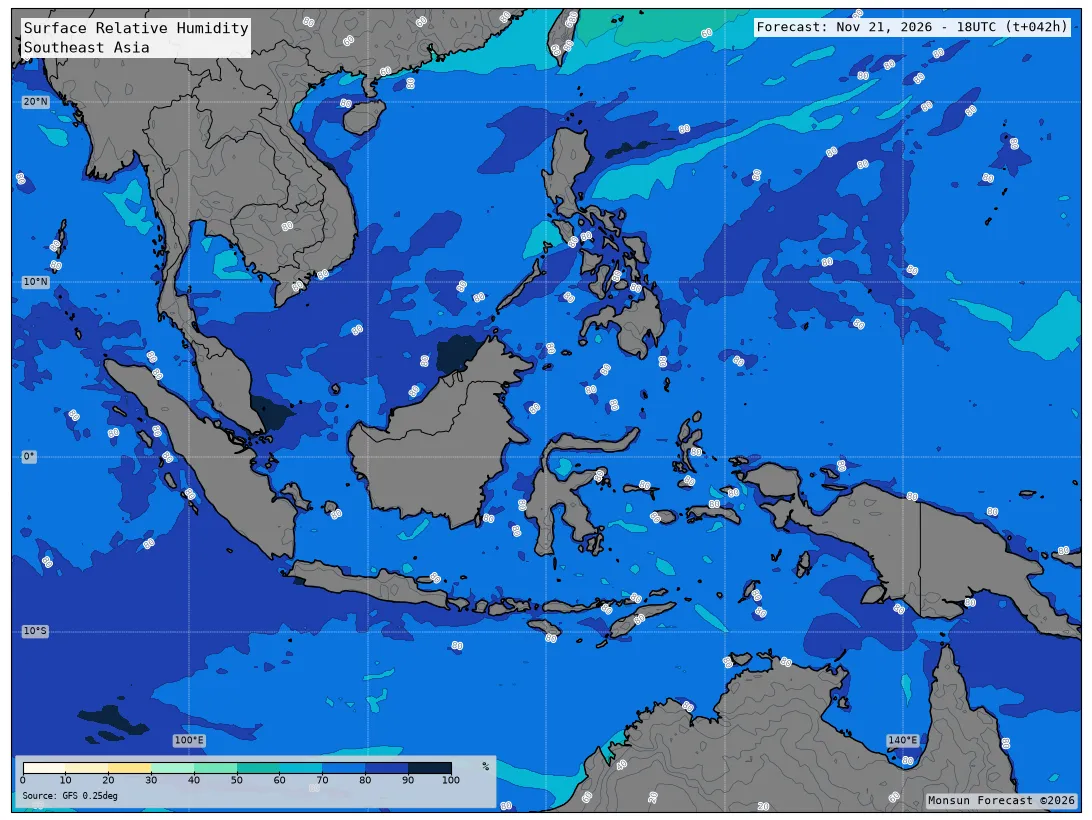 Surface Relative Humidity
Southeast Asia
Forecast: Nov 21, 2026 - 18UTC (t+042h)
20°N
10°N
0°
10°S
100°E
140°E
0 10 20 30 40 50 60 70 80 90 100 %
Source: GFS 0.25deg
Monsun Forecast ©2026